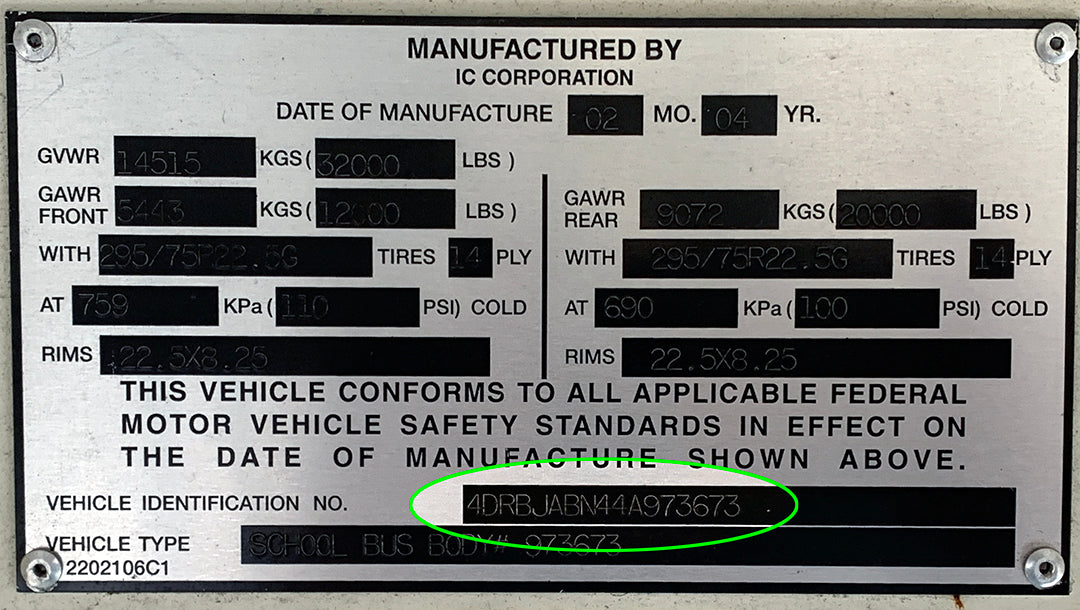 MANUFACTURED BY
IC CORPORATION
DATE OF MANUFACTURE 02 MO. 04 YR.
GVWR 14515 KGS ( 32000 LBS )
GAWR FRONT 5443 KGS ( 12000 LBS )
WITH 295/75R22.5G TIRES 14 PLY
AT 759 KPa ( 110 PSI) COLD
RIMS 22.5X8.25
GAWR REAR 9072 KGS ( 20000 LBS )
WITH 295/75R22.5G TIRES 14 PLY
AT 690 KPa ( 100 PSI) COLD
RIMS 22.5X8.25
THIS VEHICLE CONFORMS TO ALL APPLICABLE FEDERAL
MOTOR VEHICLE SAFETY STANDARDS IN EFFECT ON
THE DATE OF MANUFACTURE SHOWN ABOVE.
VEHICLE IDENTIFICATION NO. 4DRBJABN44A973673
VEHICLE TYPE SCHOOL BUS BODY# 973673
2202106C1